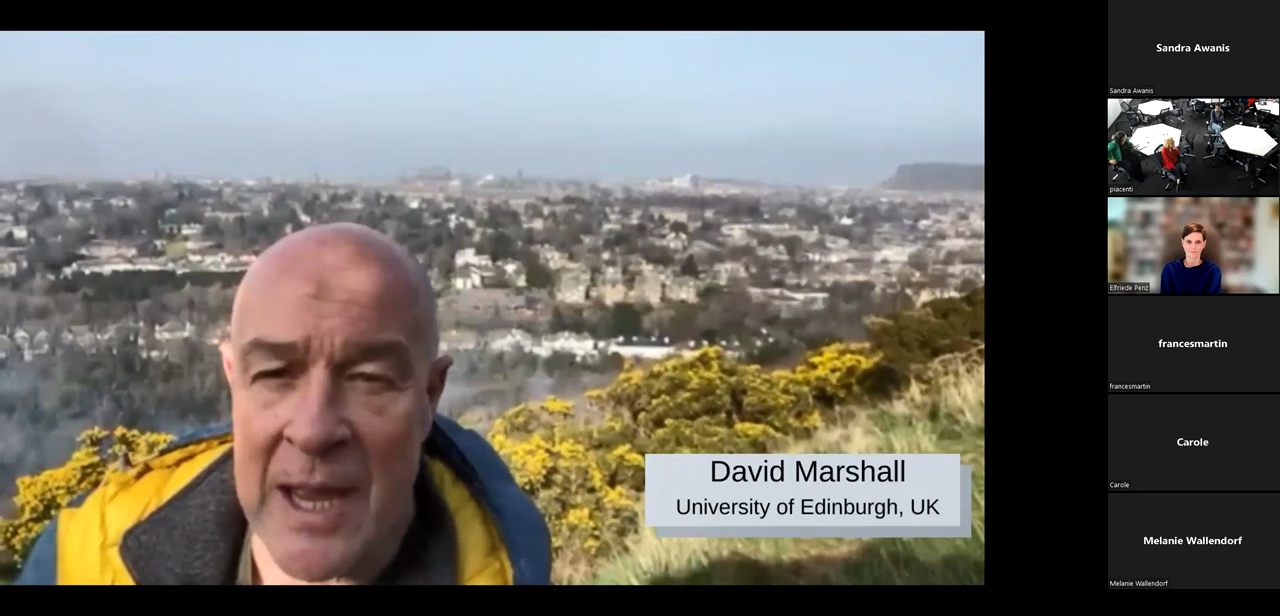 David Marshall
University of Edinburgh, UK
Sandra Awanis
Sandra Awanis
piacenti
Elfriede Penz
francesmartin
francesmartin
Carole
Carole
Melanie Wallendorf
Melanie Wallendorf